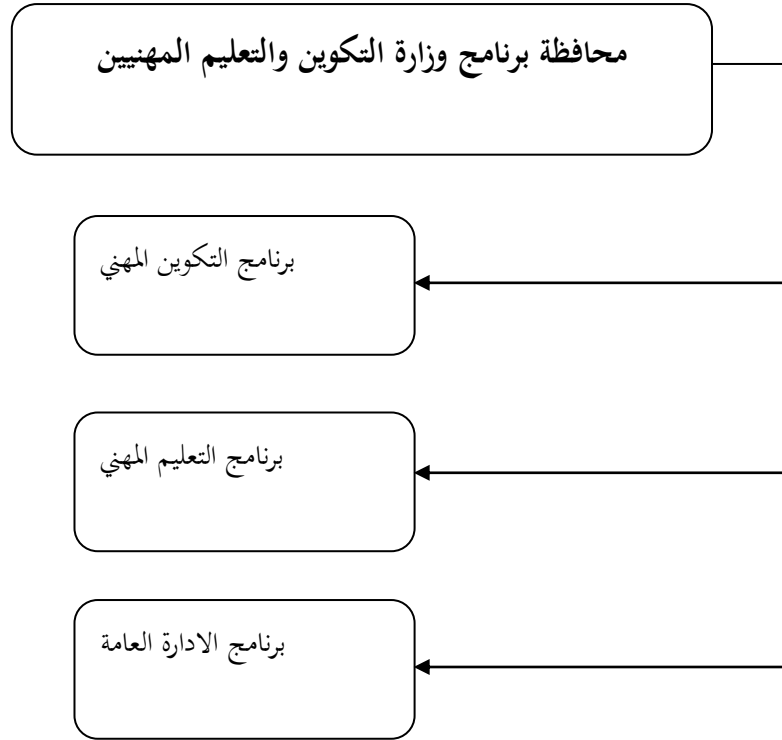 محافظة برنامج وزارة التكوين والتعليم المهنيين
برنامج التكوين المهني
برنامج التعليم المهني
برنامج الادارة العامة